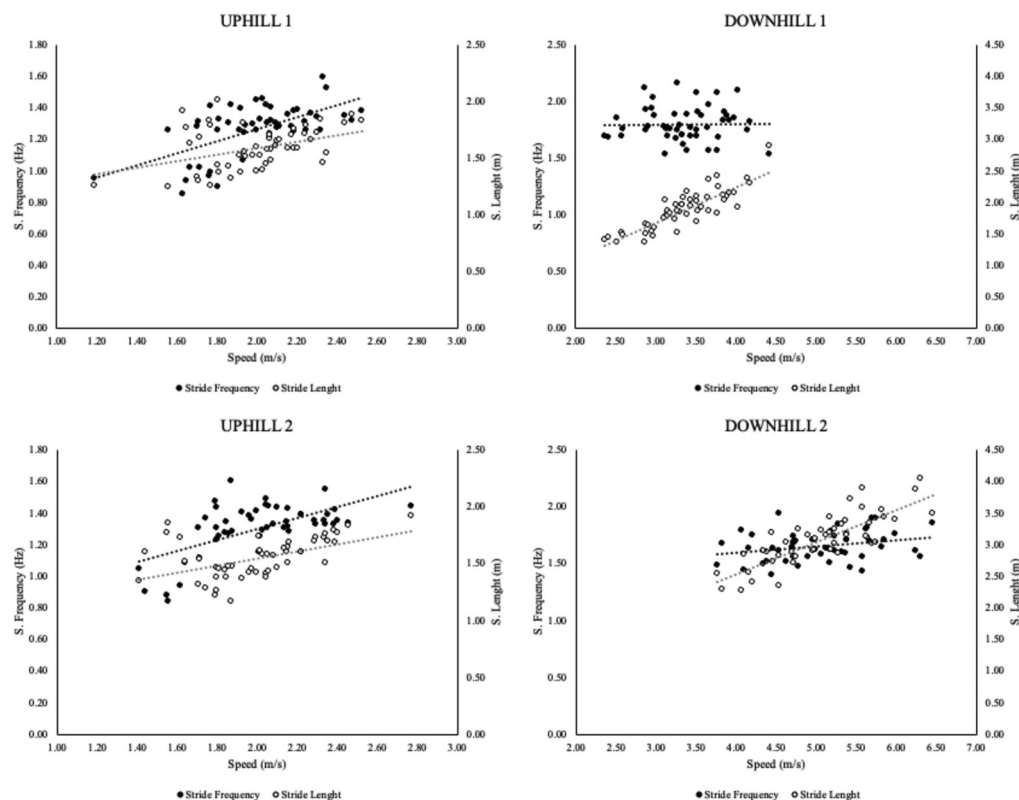 UPHILL 1
1.80
1.60
1.40
1.20
1.00
0.80
0.60
0.40
0.20
0.00
S. Frequency (Hz)
2.50
2.00
1.50
1.00
0.50
0.00
S. Lenght (m)
1.00 1.20 1.40 1.60 1.80 2.00 2.20 2.40 2.60 2.80 3.00
Speed (m/s)
Stride Frequency Stride Lenght
DOWNHILL 1
2.50
2.00
1.50
1.00
0.50
0.00
S. Frequency (Hz)
4.50
4.00
3.50
3.00
2.50
2.00
1.50
1.00
0.50
0.00
S. Lenght (m)
2.00 2.50 3.00 3.50 4.00 4.50 5.00 5.50 6.00 6.50 7.00
Speed (m/s)
Stride Frequency Stride Lenght
UPHILL 2
1.80
1.60
1.40
1.20
1.00
0.80
0.60
0.40
0.20
0.00
S. Frequency (Hz)
2.50
2.00
1.50
1.00
0.50
0.00
S. Lenght (m)
1.00 1.20 1.40 1.60 1.80 2.00 2.20 2.40 2.60 2.80 3.00
Speed (m/s)
Stride Frequency Stride Lenght
DOWNHILL 2
2.50
2.00
1.50
1.00
0.50
0.00
S. Frequency (Hz)
4.50
4.00
3.50
3.00
2.50
2.00
1.50
1.00
0.50
0.00
S. Lenght (m)
2.00 2.50 3.00 3.50 4.00 4.50 5.00 5.50 6.00 6.50 7.00
Speed (m/s)
Stride Frequency Stride Lenght